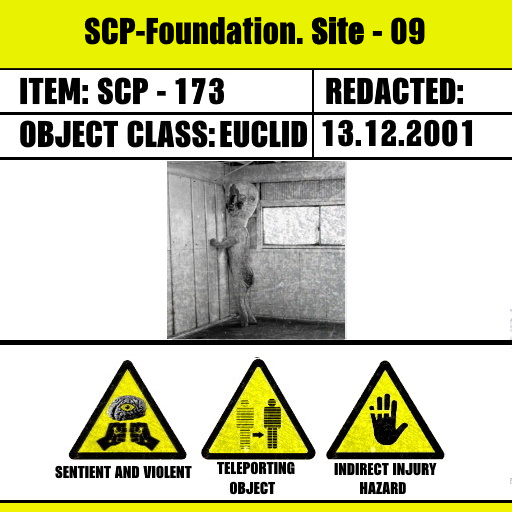 SCP-Foundation. Site - 09
ITEM: SCP - 173
REDACTED:
OBJECT CLASS: EUCLID
13.12.2001
SENTIENT AND VIOLENT
TELEPORTING
OBJECT
INDIRECT INJURY
HAZARD